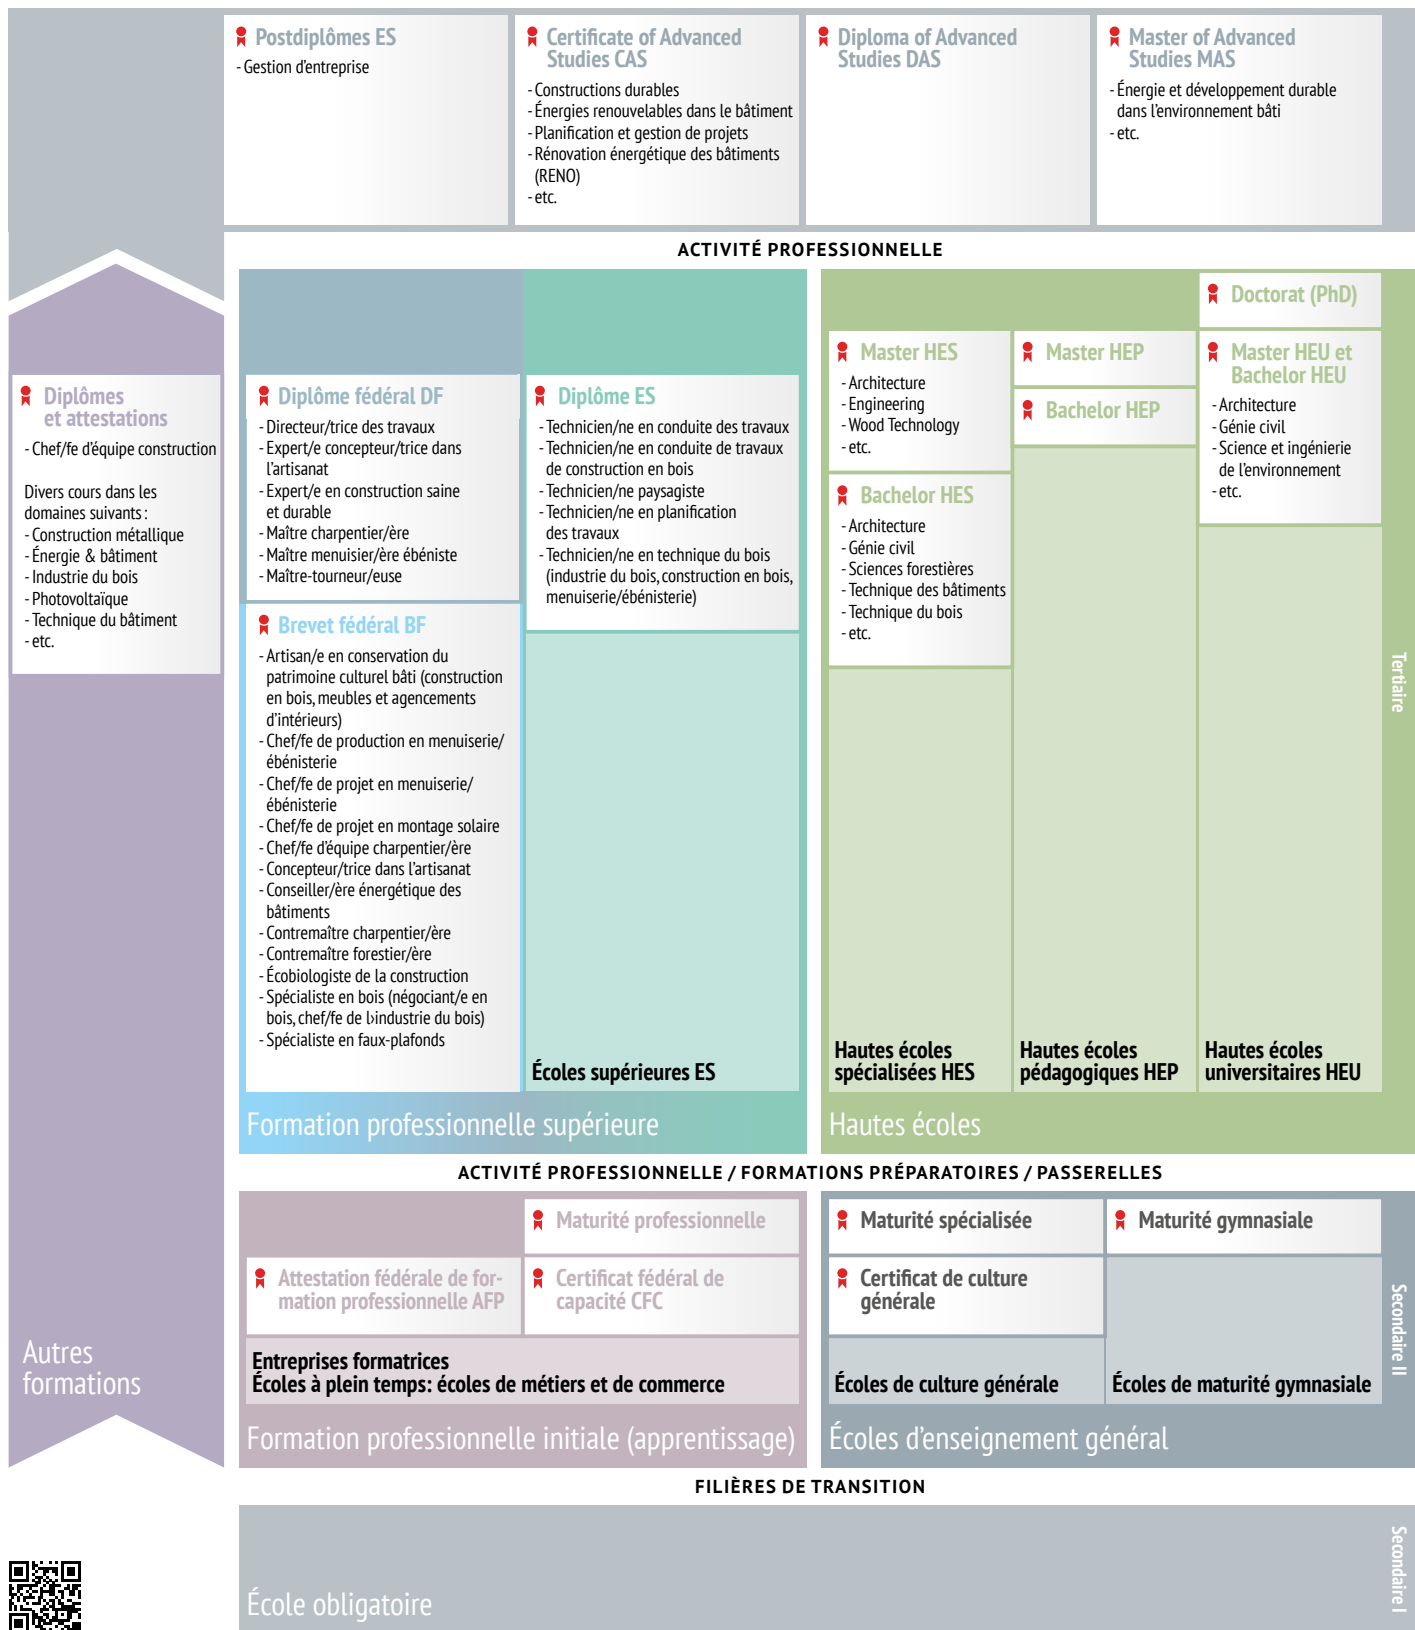 Postdiplômes ES
- Gestion d'entreprise
Certificate of Advanced
Studies CAS
- Constructions durables
- Énergies renouvelables dans le bâtiment
- Planification et gestion de projets
- Rénovation énergétique des bâtiments
(RENO)
- etc.
Diploma of Advanced
Studies DAS
Master of Advanced
Studies MAS
- Énergie et développement durable
dans l'environnement bâti
- etc.
ACTIVITÉ PROFESSIONNELLE
Diplômes
et attestations
- Chef/fe d'équipe construction
Divers cours dans les
domaines suivants :
- Construction métallique
- Énergie & bâtiment
- Industrie du bois
- Photovoltaïque
- Technique du bâtiment
- etc.
Autres
formations
Diplôme fédéral DF
- Directeur/trice des travaux
- Expert/e concepteur/trice dans
l'artisanat
- Expert/e en construction saine
et durable
- Maître charpentier/ère
- Maître menuisier/ère ébéniste
- Maître-tourneur/euse
Brevet fédéral BF
- Artisan/e en conservation du
patrimoine culturel bâti (construction
en bois, meubles et agencements
d'intérieurs)
- Chef/fe de production en menuiserie/
ébénisterie
- Chef/fe de projet en menuiserie/
ébénisterie
- Chef/fe de projet en montage solaire
- Chef/fe d'équipe charpentier/ère
- Concepteur/trice dans l'artisanat
- Conseiller/ère énergétique des
bâtiments
- Contremaître charpentier/ère
- Contremaître forestier/ère
- Écobiologiste de la construction
- Spécialiste en bois (négociant/e en
bois, chef/fe de l›industrie du bois)
- Spécialiste en faux-plafonds
Diplôme ES
- Technicien/ne en conduite des travaux
- Technicien/ne en conduite de travaux
de construction en bois
- Technicien/ne paysagiste
- Technicien/ne en planification
des travaux
- Technicien/ne en technique du bois
(industrie du bois, construction en bois,
menuiserie/ébénisterie)
Écoles supérieures ES
Formation professionnelle supérieure
Master HES
- Architecture
- Engineering
- Wood Technology
- etc.
Bachelor HES
- Architecture
- Génie civil
- Sciences forestières
- Technique des bâtiments
- Technique du bois
- etc.
Hautes écoles
spécialisées HES
Master HEP
Bachelor HEP
Hautes écoles
pédagogiques HEP
Doctorat (PhD)
Master HEU et
Bachelor HEU
- Architecture
- Génie civil
- Science et ingénierie
de l'environnement
- etc.
Hautes écoles
universitaires HEU
Hautes écoles
Tertiaire
ACTIVITÉ PROFESSIONNELLE / FORMATIONS PRÉPARATOIRES / PASSERELLES
Maturité professionnelle
Attestation fédérale de for-
mation professionnelle AFP
Certificat fédéral de
capacité CFC
Entreprises formatrices
Écoles à plein temps: écoles de métiers et de commerce
Formation professionnelle initiale (apprentissage)
Maturité spécialisée
Certificat de culture
générale
Écoles de culture générale
Maturité gymnasiale
Écoles de maturité gymnasiale
Écoles d'enseignement général
Secondaire II
FILIÈRES DE TRANSITION
École obligatoire
Secondaire I